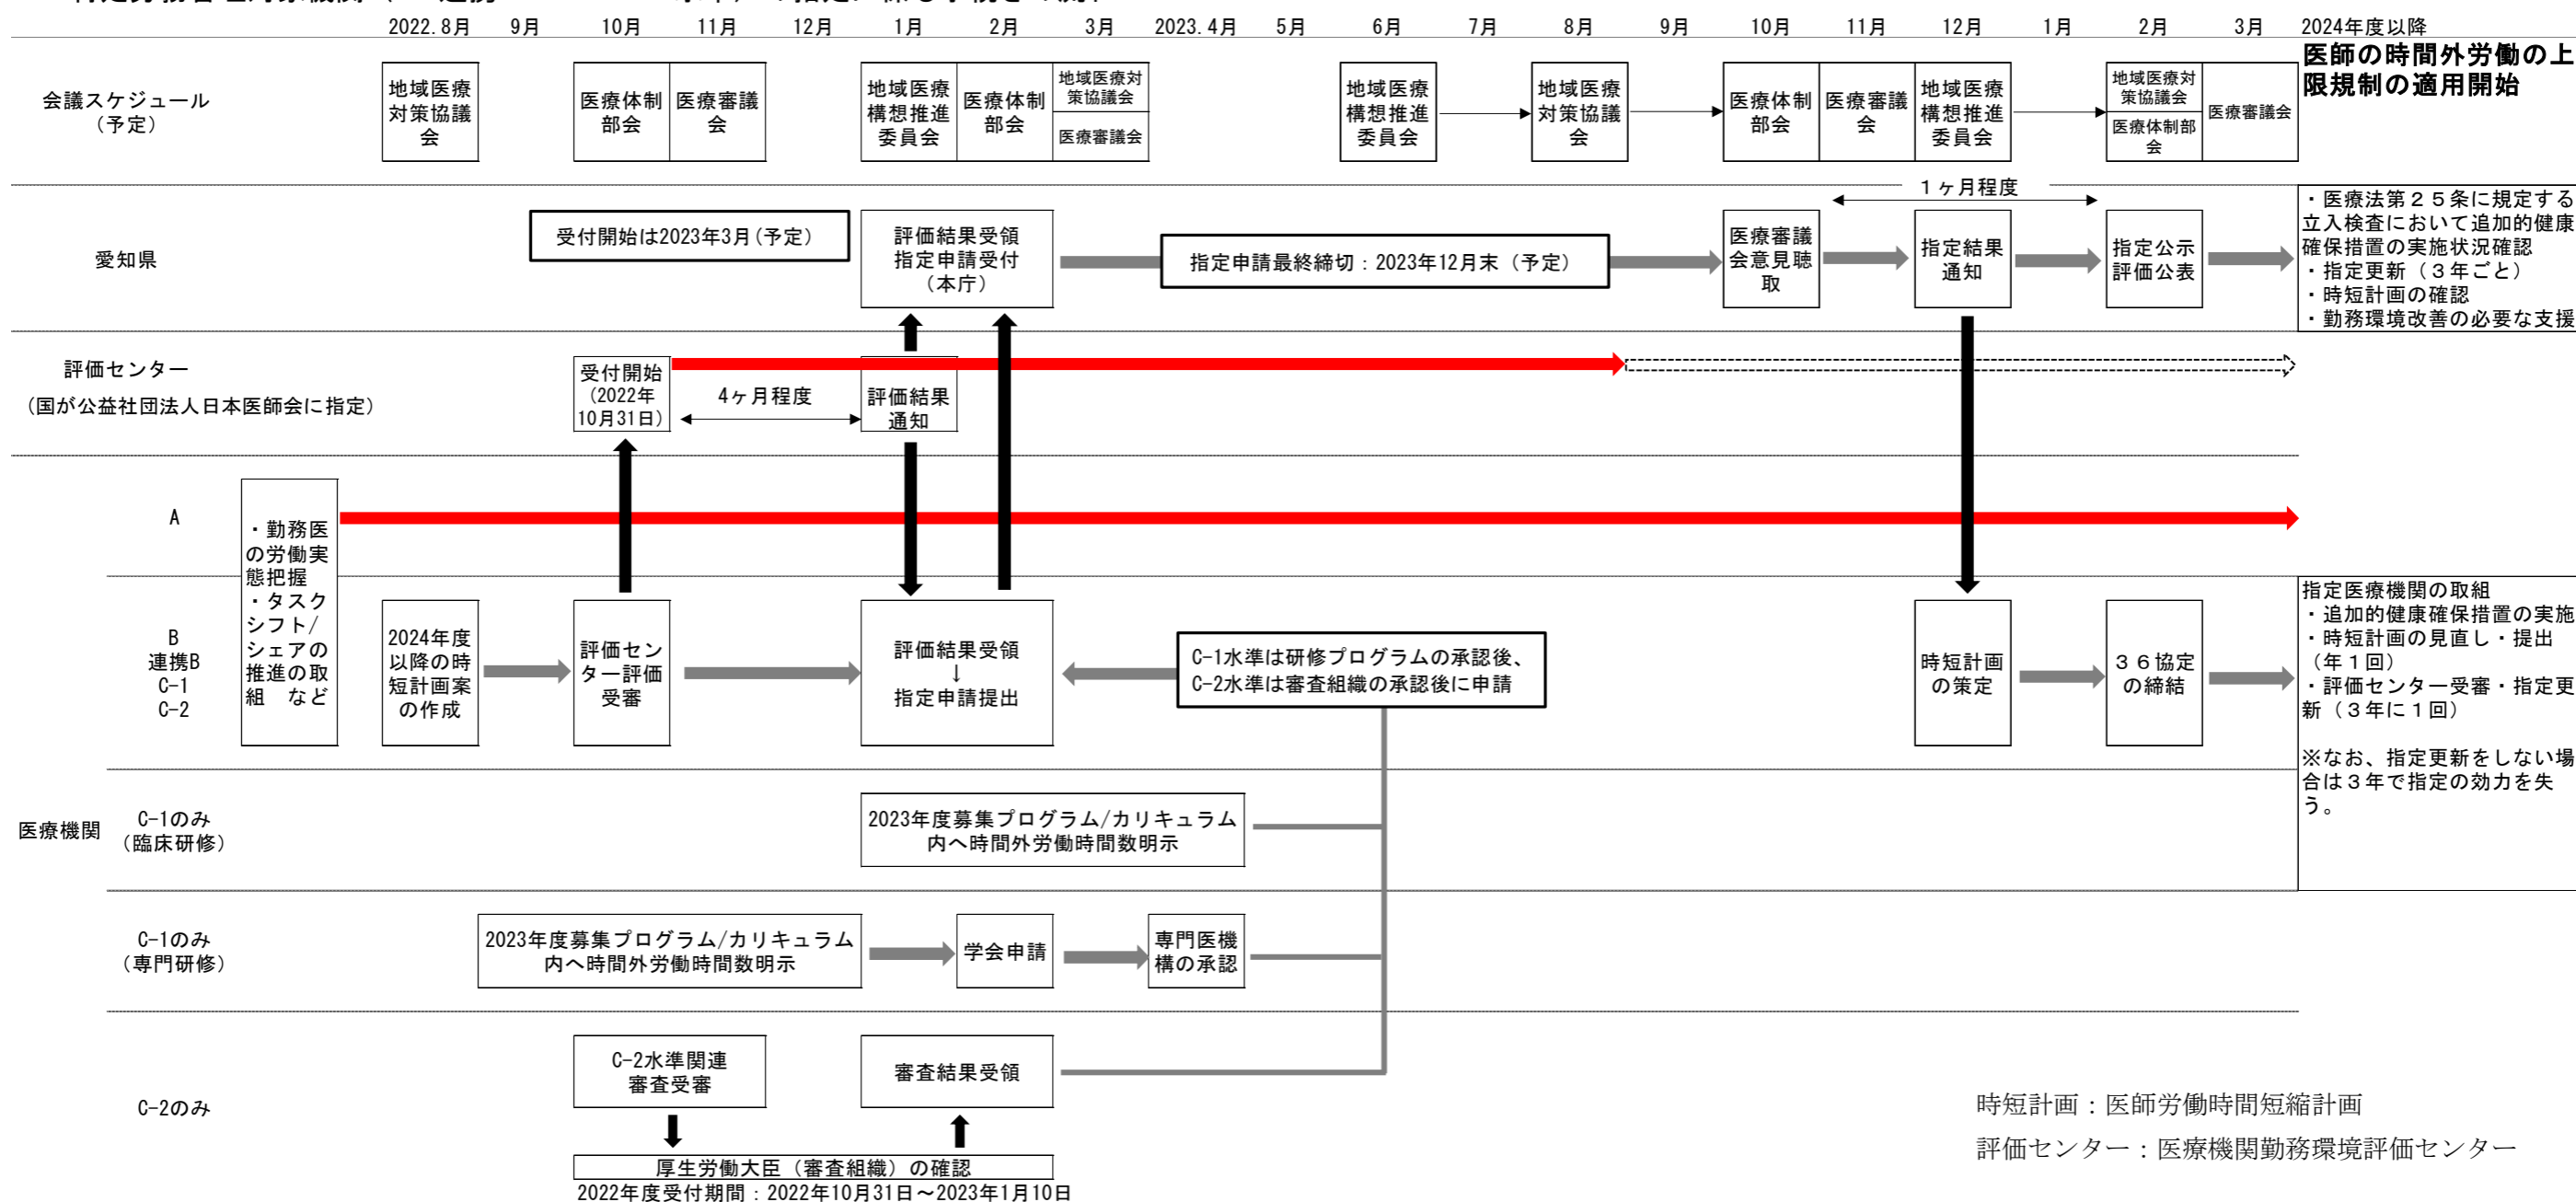 2022.8月 9月 10月 11月 12月 1月 2月 3月 2023.4月 5月 6月 7月 8月 9月 10月 11月 12月 1月 2月 3月 2024年度以降
医師の時間外労働の上
限規制の適用開始
会議スケジュール
（予定）
地域医療
対策協議
会
医療体制
部会
医療審議
会
地域医療
構想推進
委員会
医療体制
部会
地域医療対
策協議会
医療審議会
地域医療
構想推進
委員会
地域医療
対策協議
会
医療体制
部会
医療審議
会
地域医療
構想推進
委員会
地域医療対
策協議会
医療体制部
会
医療審議会
愛知県
受付開始は2023年3月(予定）
評価結果受領
指定申請受付
（本庁）
指定申請最終締切：2023年12月末（予定）
医療審議
会意見聴
取
１ヶ月程度
指定結果
通知
指定公示
評価公表
・医療法第２５条に規定する
立入検査において追加的健康
確保措置の実施状況確認
・指定更新（３年ごと）
・時短計画の確認
・勤務環境改善の必要な支援
評価センター
（国が公益社団法人日本医師会に指定）
受付開始
（2022年
10月31日）
4ヶ月程度
評価結果
通知
医療機関
A
・勤務医
の労働実
態把握
・タスク
シフト/
シェアの
推進の取
組 など
B
連携B
C-1
C-2
2024年度
以降の時
短計画案
の作成
評価セン
ター評価
受審
評価結果受領
↓
指定申請提出
C-1水準は研修プログラムの承認後、
C-2水準は審査組織の承認後に申請
時短計画
の策定
３６協定
の締結
指定医療機関の取組
・追加的健康確保措置の実施
・時短計画の見直し・提出
（年１回）
・評価センター受審・指定更
新（３年に１回）
※なお、指定更新をしない場
合は３年で指定の効力を失
う。
C-1のみ
（臨床研修）
2023年度募集プログラム/カリキュラム
内へ時間外労働時間数明示
C-1のみ
（専門研修）
2023年度募集プログラム/カリキュラム
内へ時間外労働時間数明示
学会申請
専門医機
構の承認
C-2のみ
C-2水準関連
審査受審
審査結果受領
厚生労働大臣（審査組織）の確認
2022年度受付期間：2022年10月31日～2023年1月10日
時短計画：医師労働時間短縮計画
評価センター：医療機関勤務環境評価センター